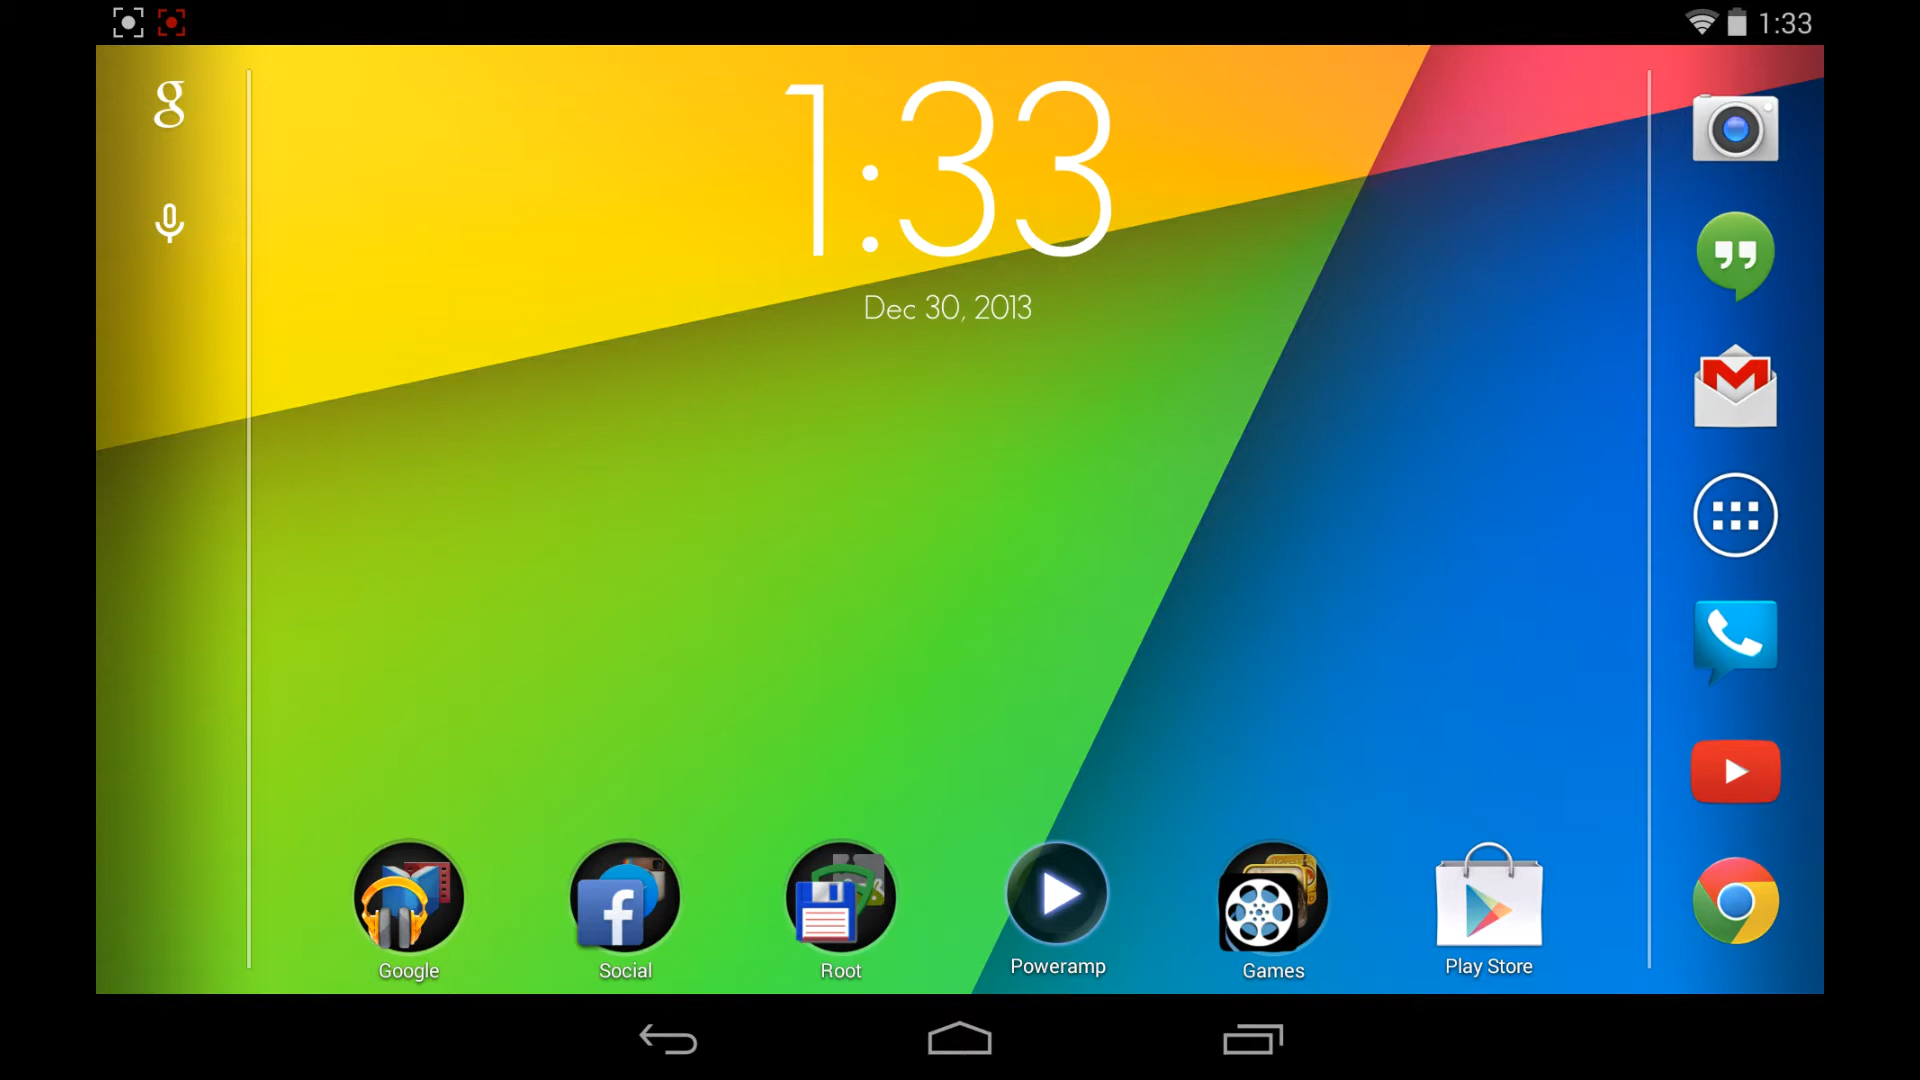 1:33
g
1:33
Dec 30, 2013
f
Google
Social
Root
Poweramp
Games
Play Store